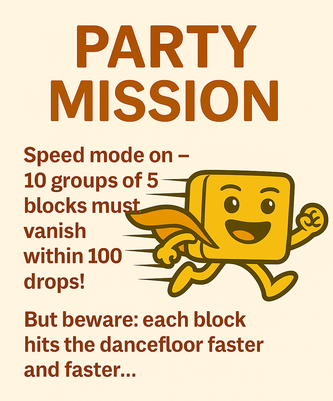 PARTY
MISSION
Speed mode on –
10 groups of 5
blocks must
vanish
within 100
drops!
But beware: each block
hits the dancefloor faster
and faster...